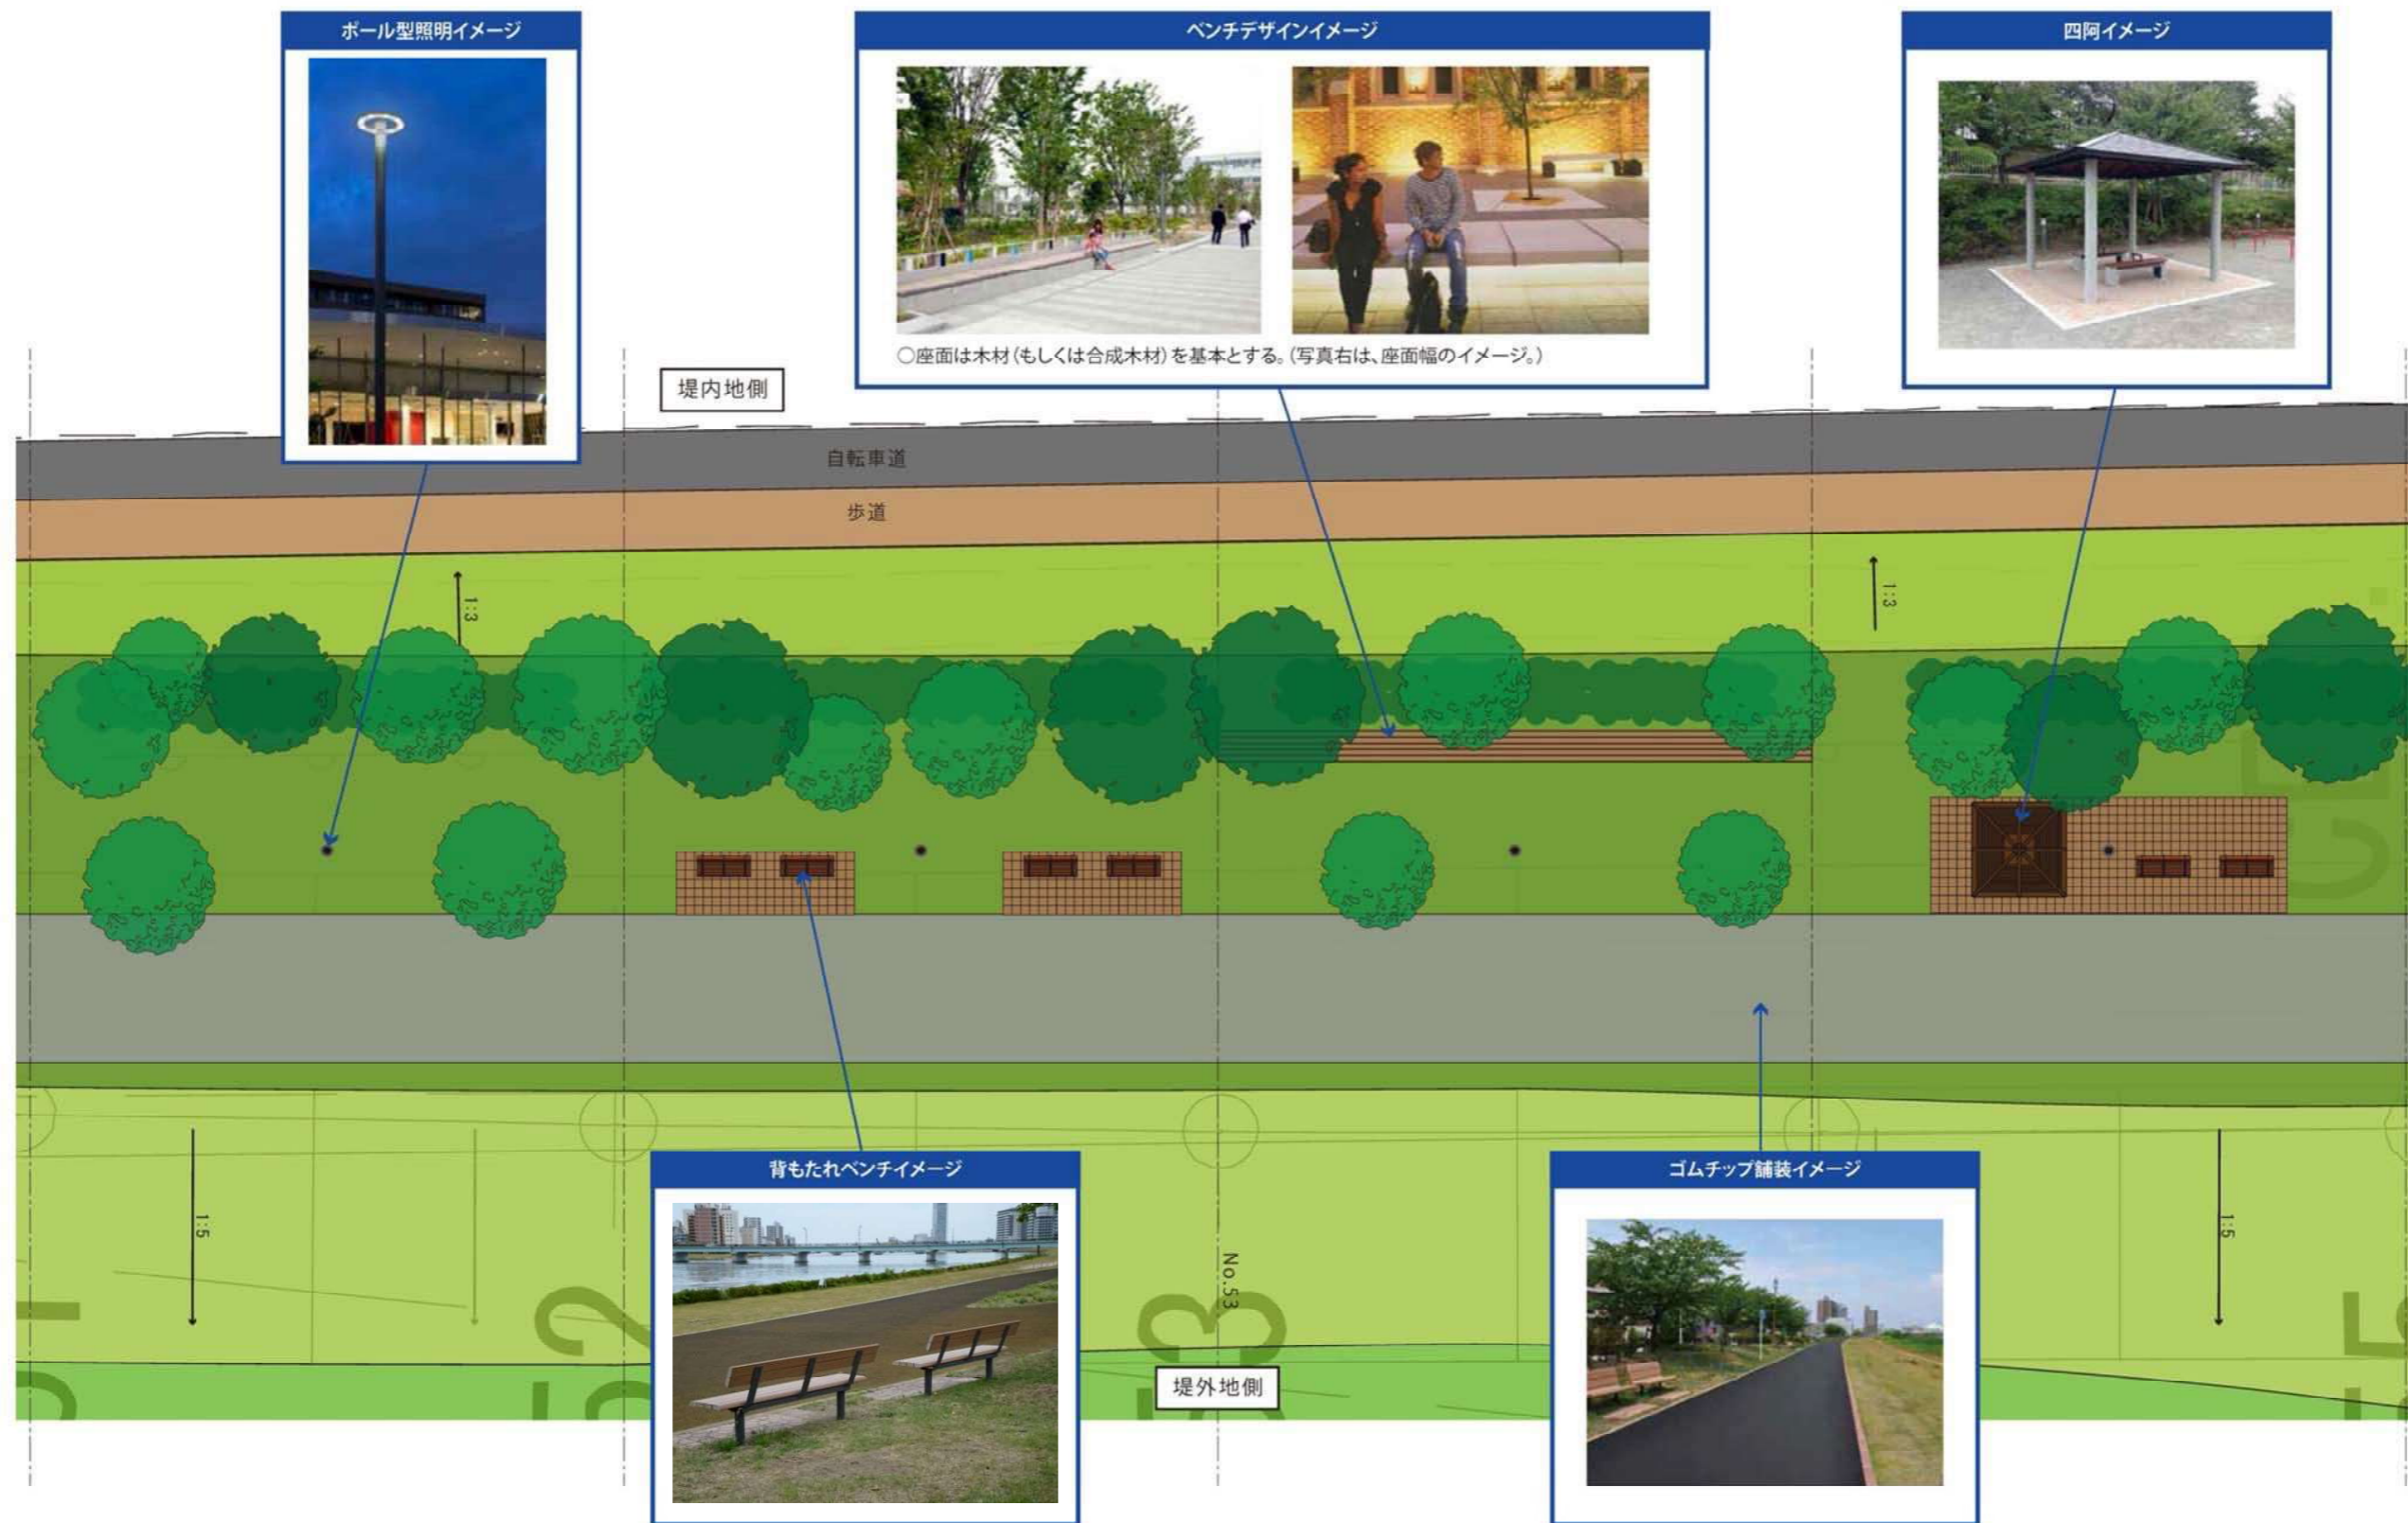 ポール型照明イメージ
ベンチデザインイメージ
四阿イメージ
○座面は木材(もしくは合成木材)を基本とする。(写真右は、座面幅のイメージ。)
堤内地側
自転車道
歩道
1:3
1:3
1:5
1:5
No.53
52
53
背もたれベンチイメージ
ゴムチップ舗装イメージ
堤外地側